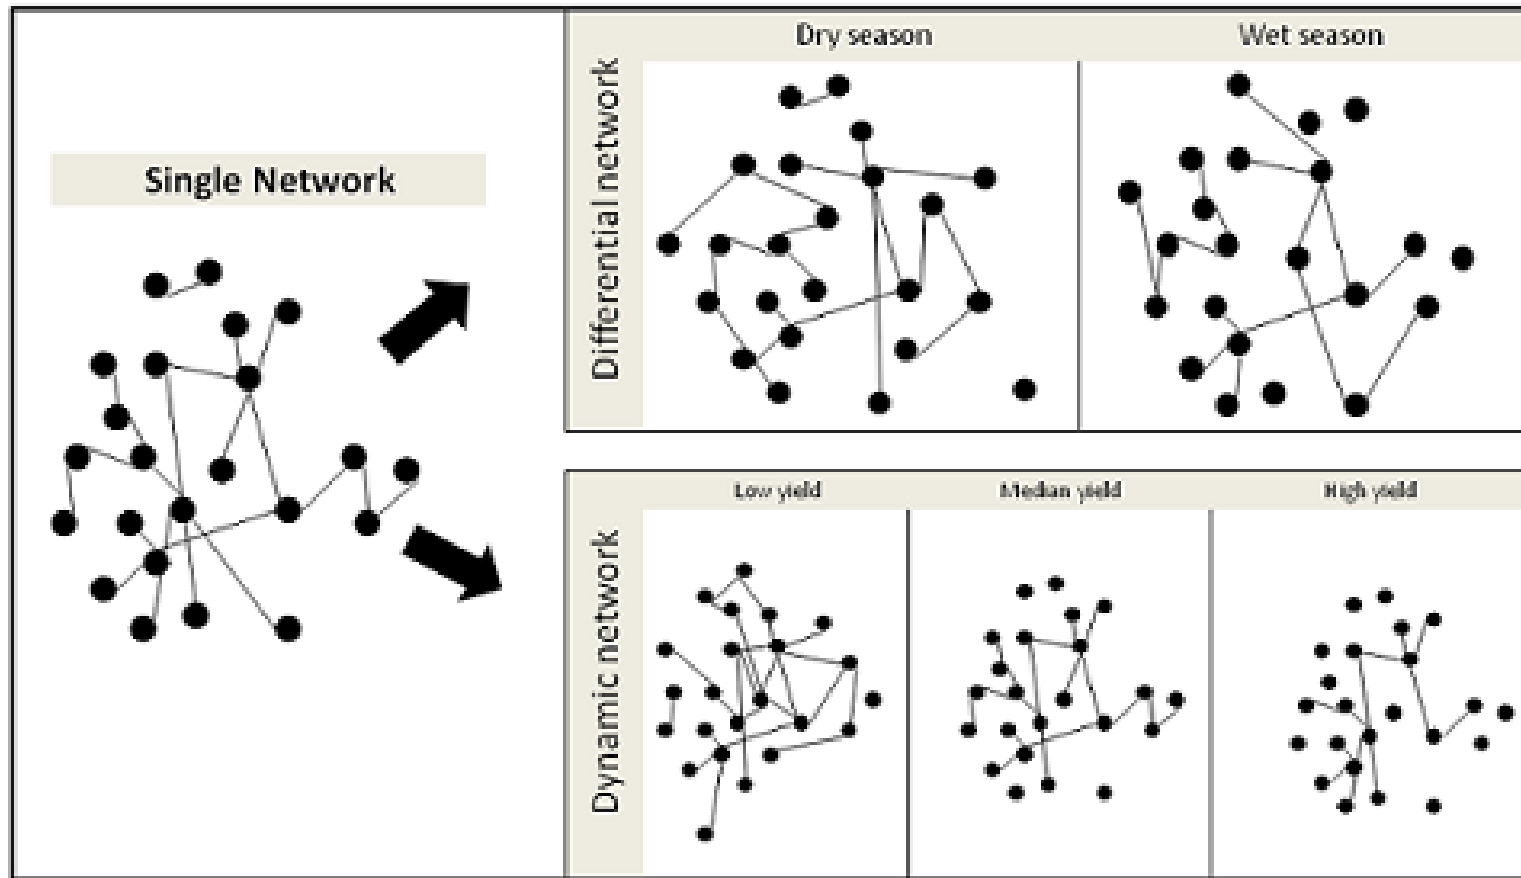 Single Network
Differential network
Dry season
Wet season
Dynamic network
Low yield
Median yield
High yield